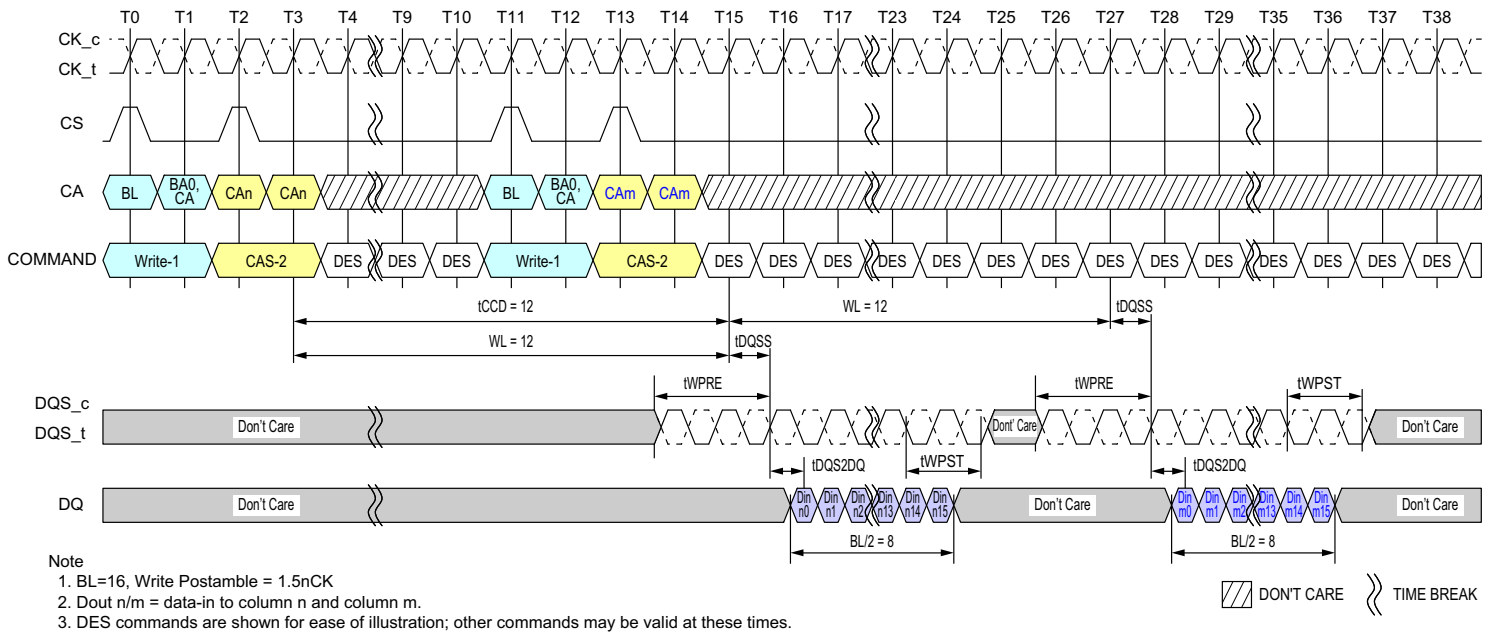 T0 T1 T2 T3 T4 T9 T10 T11 T12 T13 T14 T15 T16 T17 T23 T24 T25 T26 T27 T28 T29 T35 T36 T37 T38
CK_c
CK_t
CS
CA BL BA0, CA CAn CAn BL BA0, CA CAm CAm
COMMAND Write-1 CAS-2 DES DES DES Write-1 CAS-2 DES DES DES DES DES DES DES DES DES DES DES DES DES DES
tCCD = 12 WL = 12 tDQSS
WL = 12 tDQSS
tWPRE tWPRE tWPST
DQS_c
DQS_t Don't Care Dont' Care Don't Care
tDQS2DQ tWPST tDQS2DQ
DQ Don't Care Din n0 Din n1 Din n2 Din n13 Din n14 Din n15 Don't Care Din m0 Din m1 Din m2 Din m13 Din m14 Din m15 Don't Care
BL/2 = 8 BL/2 = 8
Note
1. BL=16, Write Postamble = 1.5nCK
2. Dout n/m = data-in to column n and column m.
3. DES commands are shown for ease of illustration; other commands may be valid at these times.
DON'T CARE TIME BREAK